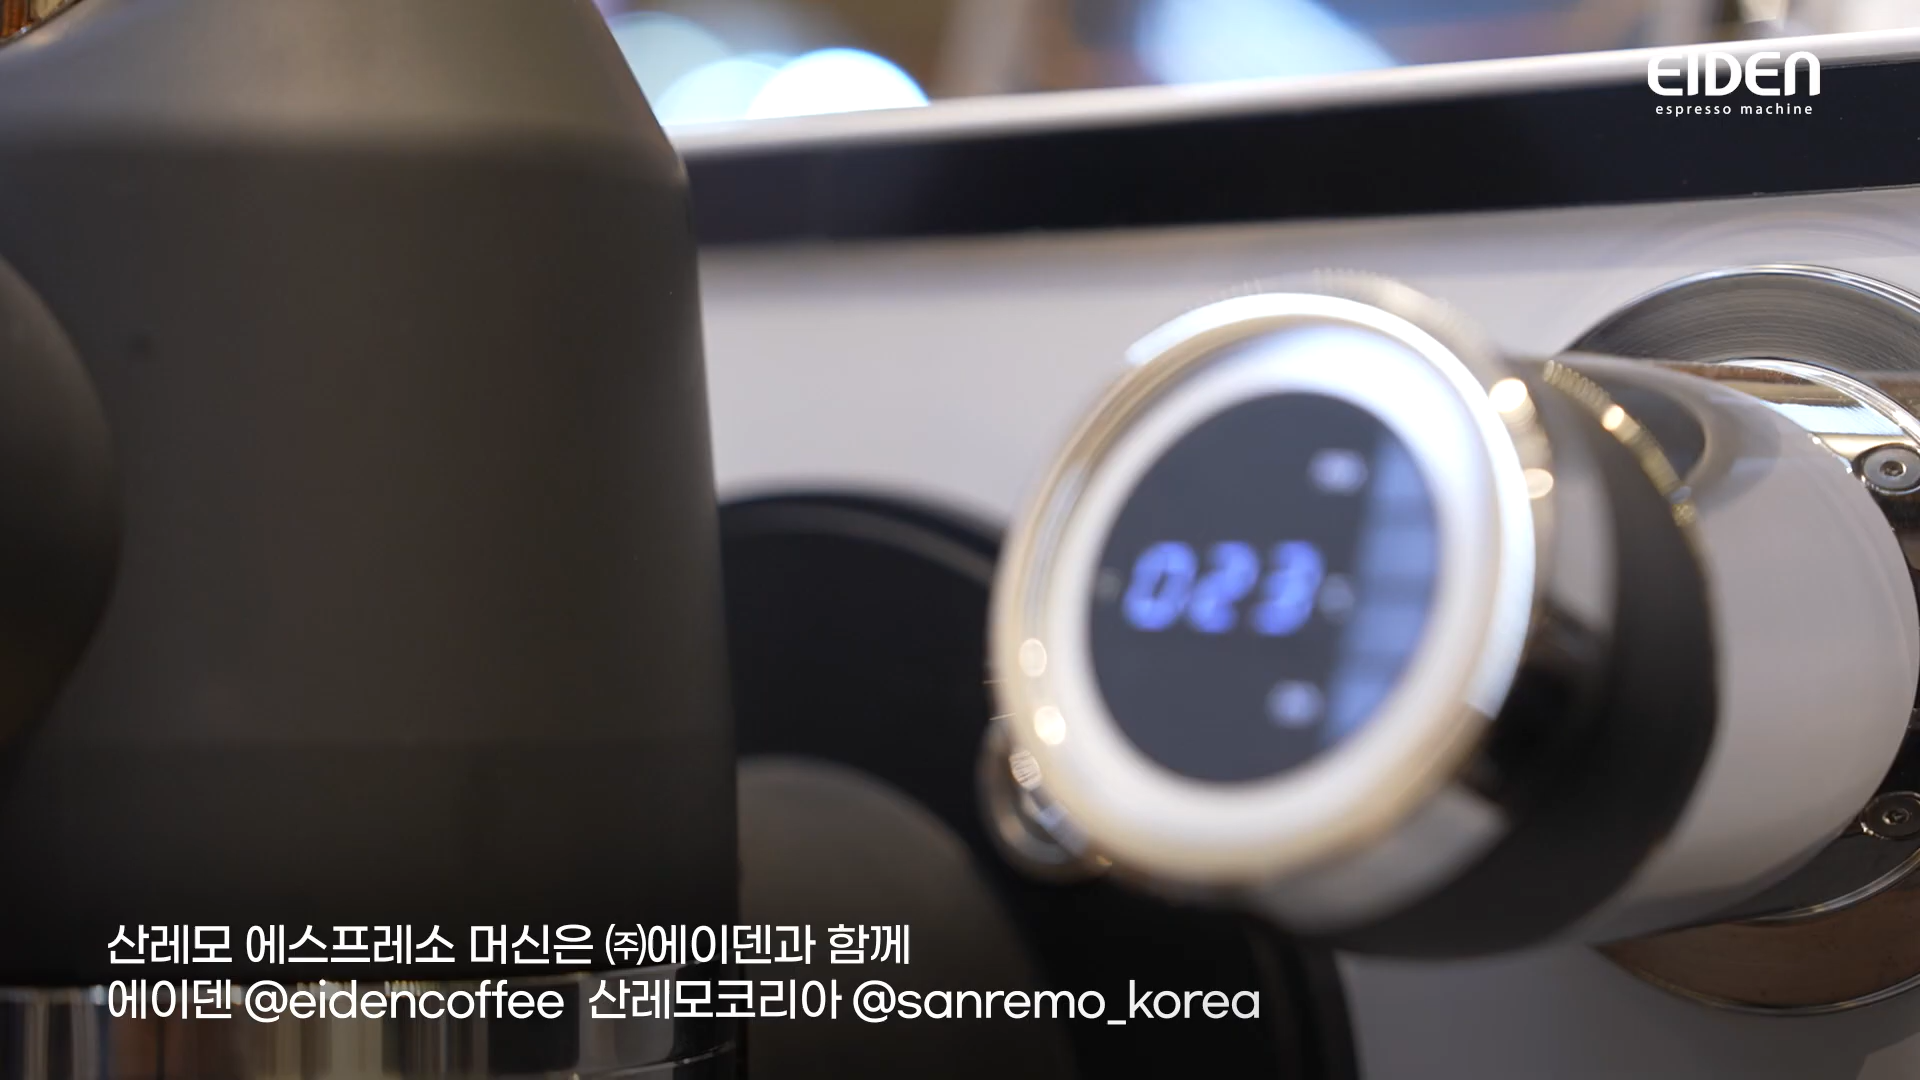 EIDEN
espresso machine
023
산레모 에스프레소 머신은 ㈜에이덴과 함께
에이덴 @eidencoffee 산레모코리아 @sanremo_korea